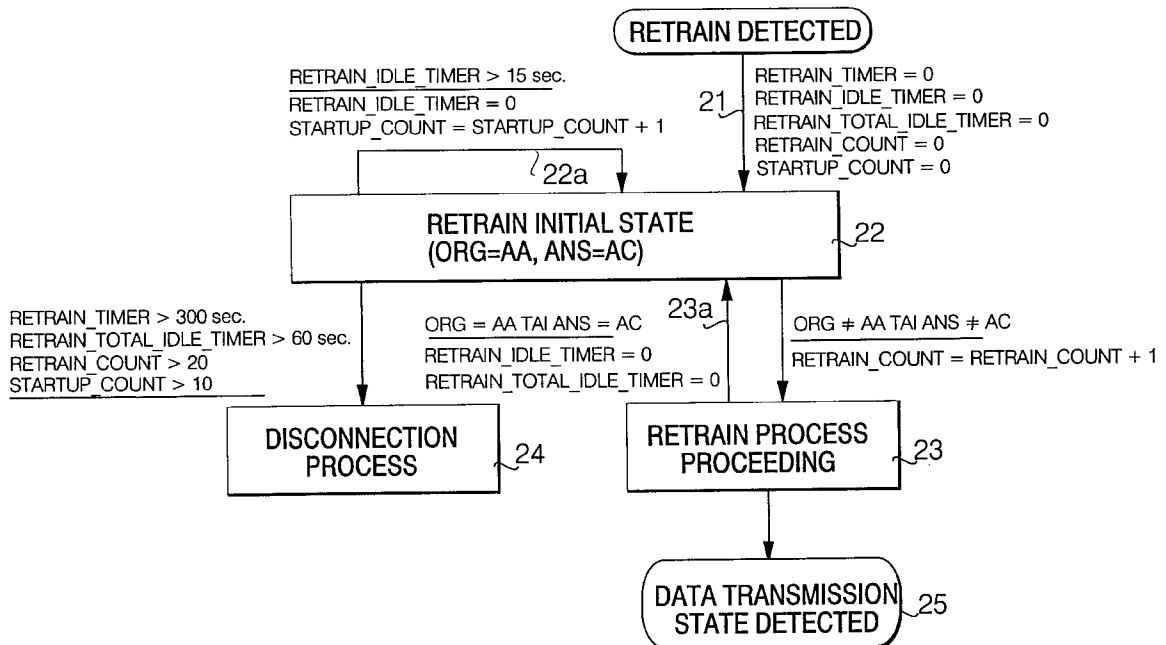 RETRAIN DETECTED
RETRAIN_IDLE_TIMER > 15 sec.
RETRAIN_IDLE_TIMER = 0
STARTUP_COUNT = STARTUP_COUNT + 1
22a
21
RETRAIN_TIMER = 0
RETRAIN_IDLE_TIMER = 0
RETRAIN_TOTAL_IDLE_TIMER = 0
RETRAIN_COUNT = 0
STARTUP_COUNT = 0
RETRAIN INITIAL STATE
(ORG=AA, ANS=AC)
22
RETRAIN_TIMER > 300 sec.
RETRAIN_TOTAL_IDLE_TIMER > 60 sec.
RETRAIN_COUNT > 20
STARTUP_COUNT > 10
23a
ORG = AA TAI ANS = AC
RETRAIN_IDLE_TIMER = 0
RETRAIN_TOTAL_IDLE_TIMER = 0
ORG ≠ AA TAI ANS ≠ AC
RETRAIN_COUNT = RETRAIN_COUNT + 1
DISCONNECTION
PROCESS
24
RETRAIN PROCESS
PROCEEDING
23
DATA TRANSMISSION
STATE DETECTED
25